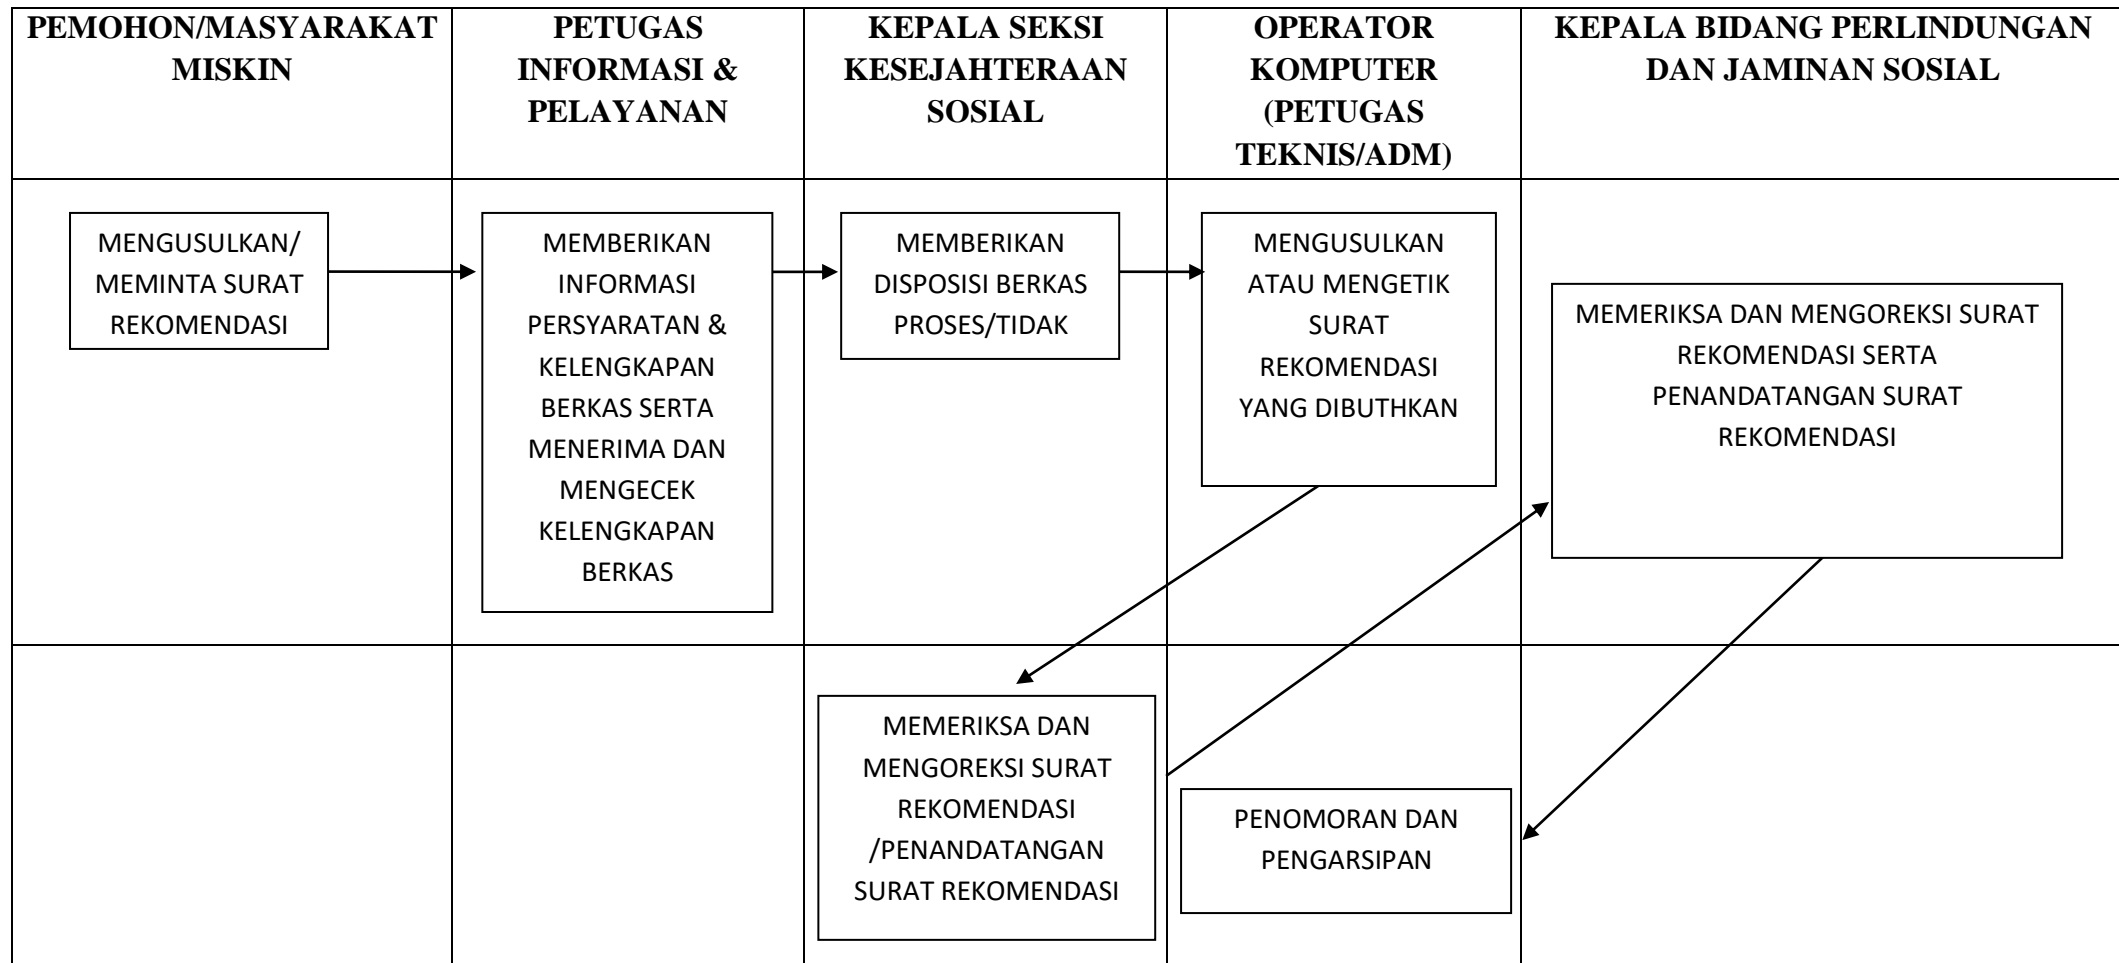 PEMOHON/MASYARAKAT
MISKIN
PETUGAS
INFORMASI &
PELAYANAN
KEPALA SEKSI
KESEJAHTERAAN
SOSIAL
OPERATOR
KOMPUTER
(PETUGAS
TEKNIS/ADM)
KEPALA BIDANG PERLINDUNGAN
DAN JAMINAN SOSIAL
MENGUSULKAN/
MEMINTA SURAT
REKOMENDASI
MEMBERIKAN
INFORMASI
PERSYARATAN &
KELENGKAPAN
BERKAS SERTA
MENERIMA DAN
MENGECEK
KELENGKAPAN
BERKAS
MEMBERIKAN
DISPOSISI BERKAS
PROSES/TIDAK
MENGUSULKAN
ATAU MENGETIK
SURAT
REKOMENDASI
YANG DIBUTHKAN
MEMERIKSA DAN MENGOREKSI SURAT
REKOMENDASI SERTA
PENANDATANGAN SURAT
REKOMENDASI
MEMERIKSA DAN
MENGOREKSI SURAT
REKOMENDASI
/PENANDATANGAN
SURAT REKOMENDASI
PENOMORAN DAN
PENGARSIPAN